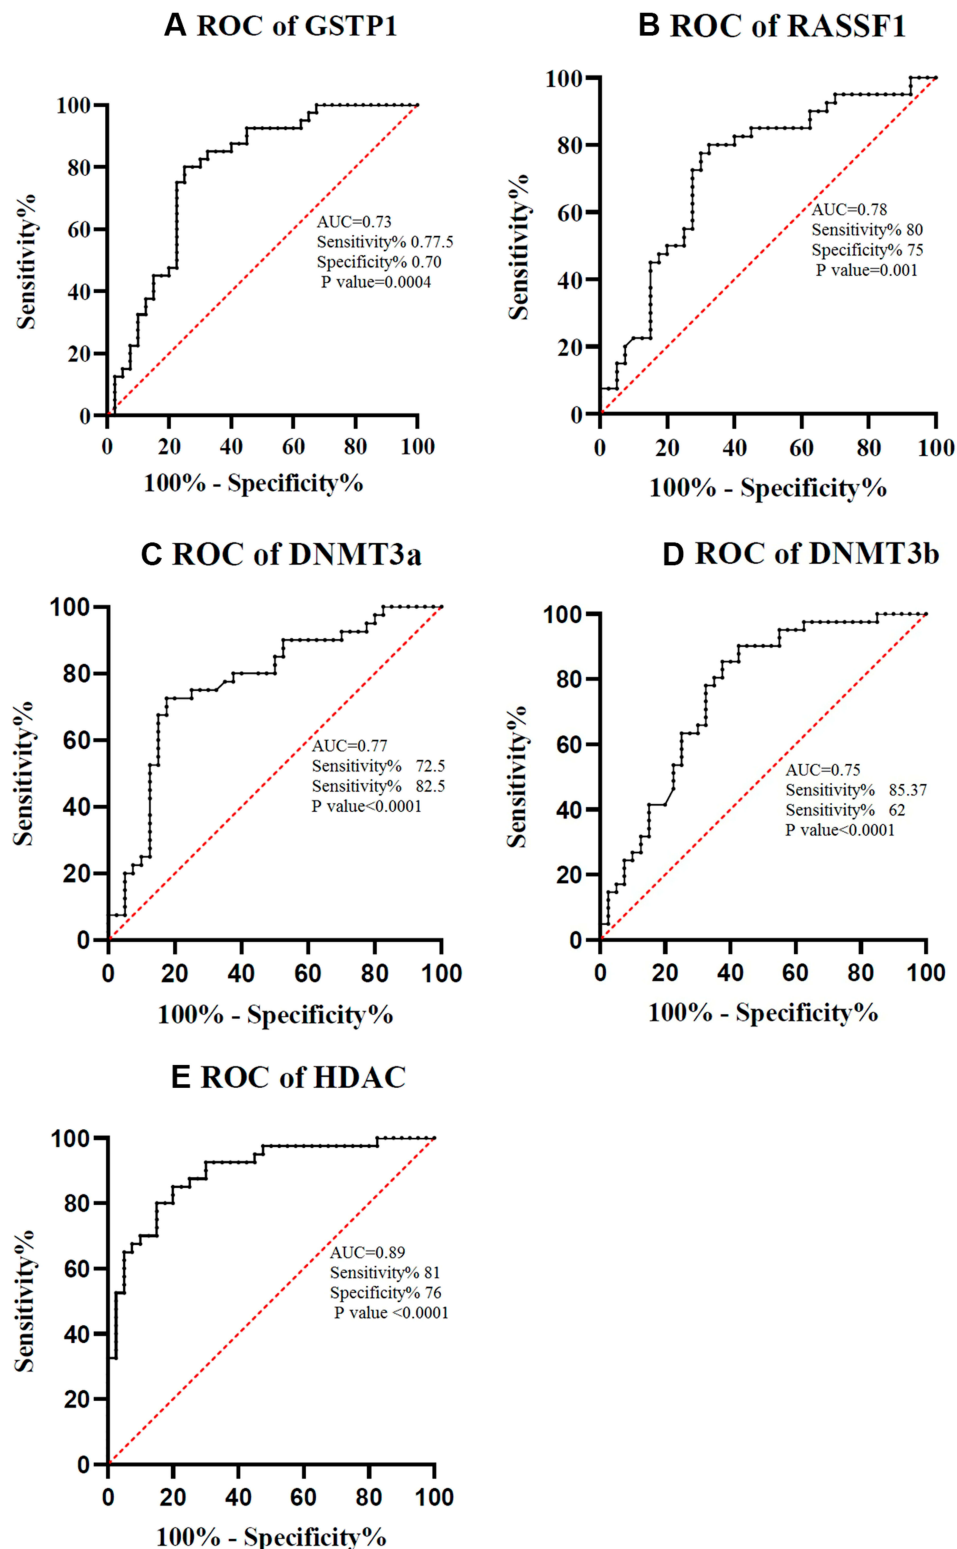 A ROC of GSTP1
100
80
60
40
20
0
Sensitivity%
AUC=0.73
Sensitivity% 0.77.5
Specificity% 0.70
P value=0.0004
0 20 40 60 80 100
100% - Specificity%
B ROC of RASSF1
100
80
60
40
20
0
Sensitivity%
AUC=0.78
Sensitivity% 80
Specificity% 75
P value=0.001
0 20 40 60 80 100
100% - Specificity%
C ROC of DNMT3a
100
80
60
40
20
0
Sensitivity%
AUC=0.77
Sensitivity% 72.5
Sensitivity% 82.5
P value<0.0001
0 20 40 60 80 100
100% - Specificity%
D ROC of DNMT3b
100
80
60
40
20
0
Sensitivity%
AUC=0.75
Sensitivity% 85.37
Sensitivity% 62
P value<0.0001
0 20 40 60 80 100
100% - Specificity%
E ROC of HDAC
100
80
60
40
20
0
Sensitivity%
AUC=0.89
Sensitivity% 81
Specificity% 76
P value <0.0001
0 20 40 60 80 100
100% - Specificity%